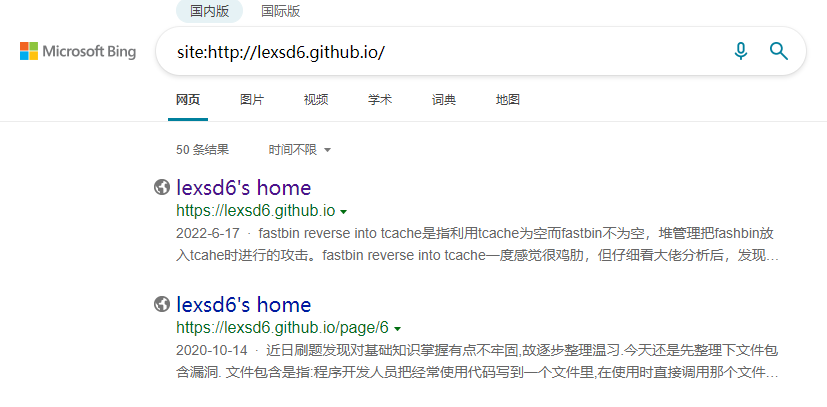 国内版 国际版
Microsoft Bing site:http://lexsd6.github.io/
网页 图片 视频 学术 词典 地图
50 条结果 时间不限
lexsd6's home
https://lexsd6.github.io
2022-6-17 · fastbin reverse into tcache是指利用tcache为空而fastbin不为空，堆管理把fashbin放
入tcahe时进行的攻击。fastbin reverse into tcache一度感觉很鸡肋，但仔细看大佬分析后，发现…
lexsd6's home
https://lexsd6.github.io/page/6
2020-10-14 · 近日刷题发现对基础知识掌握有点不牢固,故逐步整理温习.今天还是先整理下文件包
含漏洞. 文件包含是指:程序开发人员把经常使用代码写到一个文件里,在使用时直接调用那个文件…